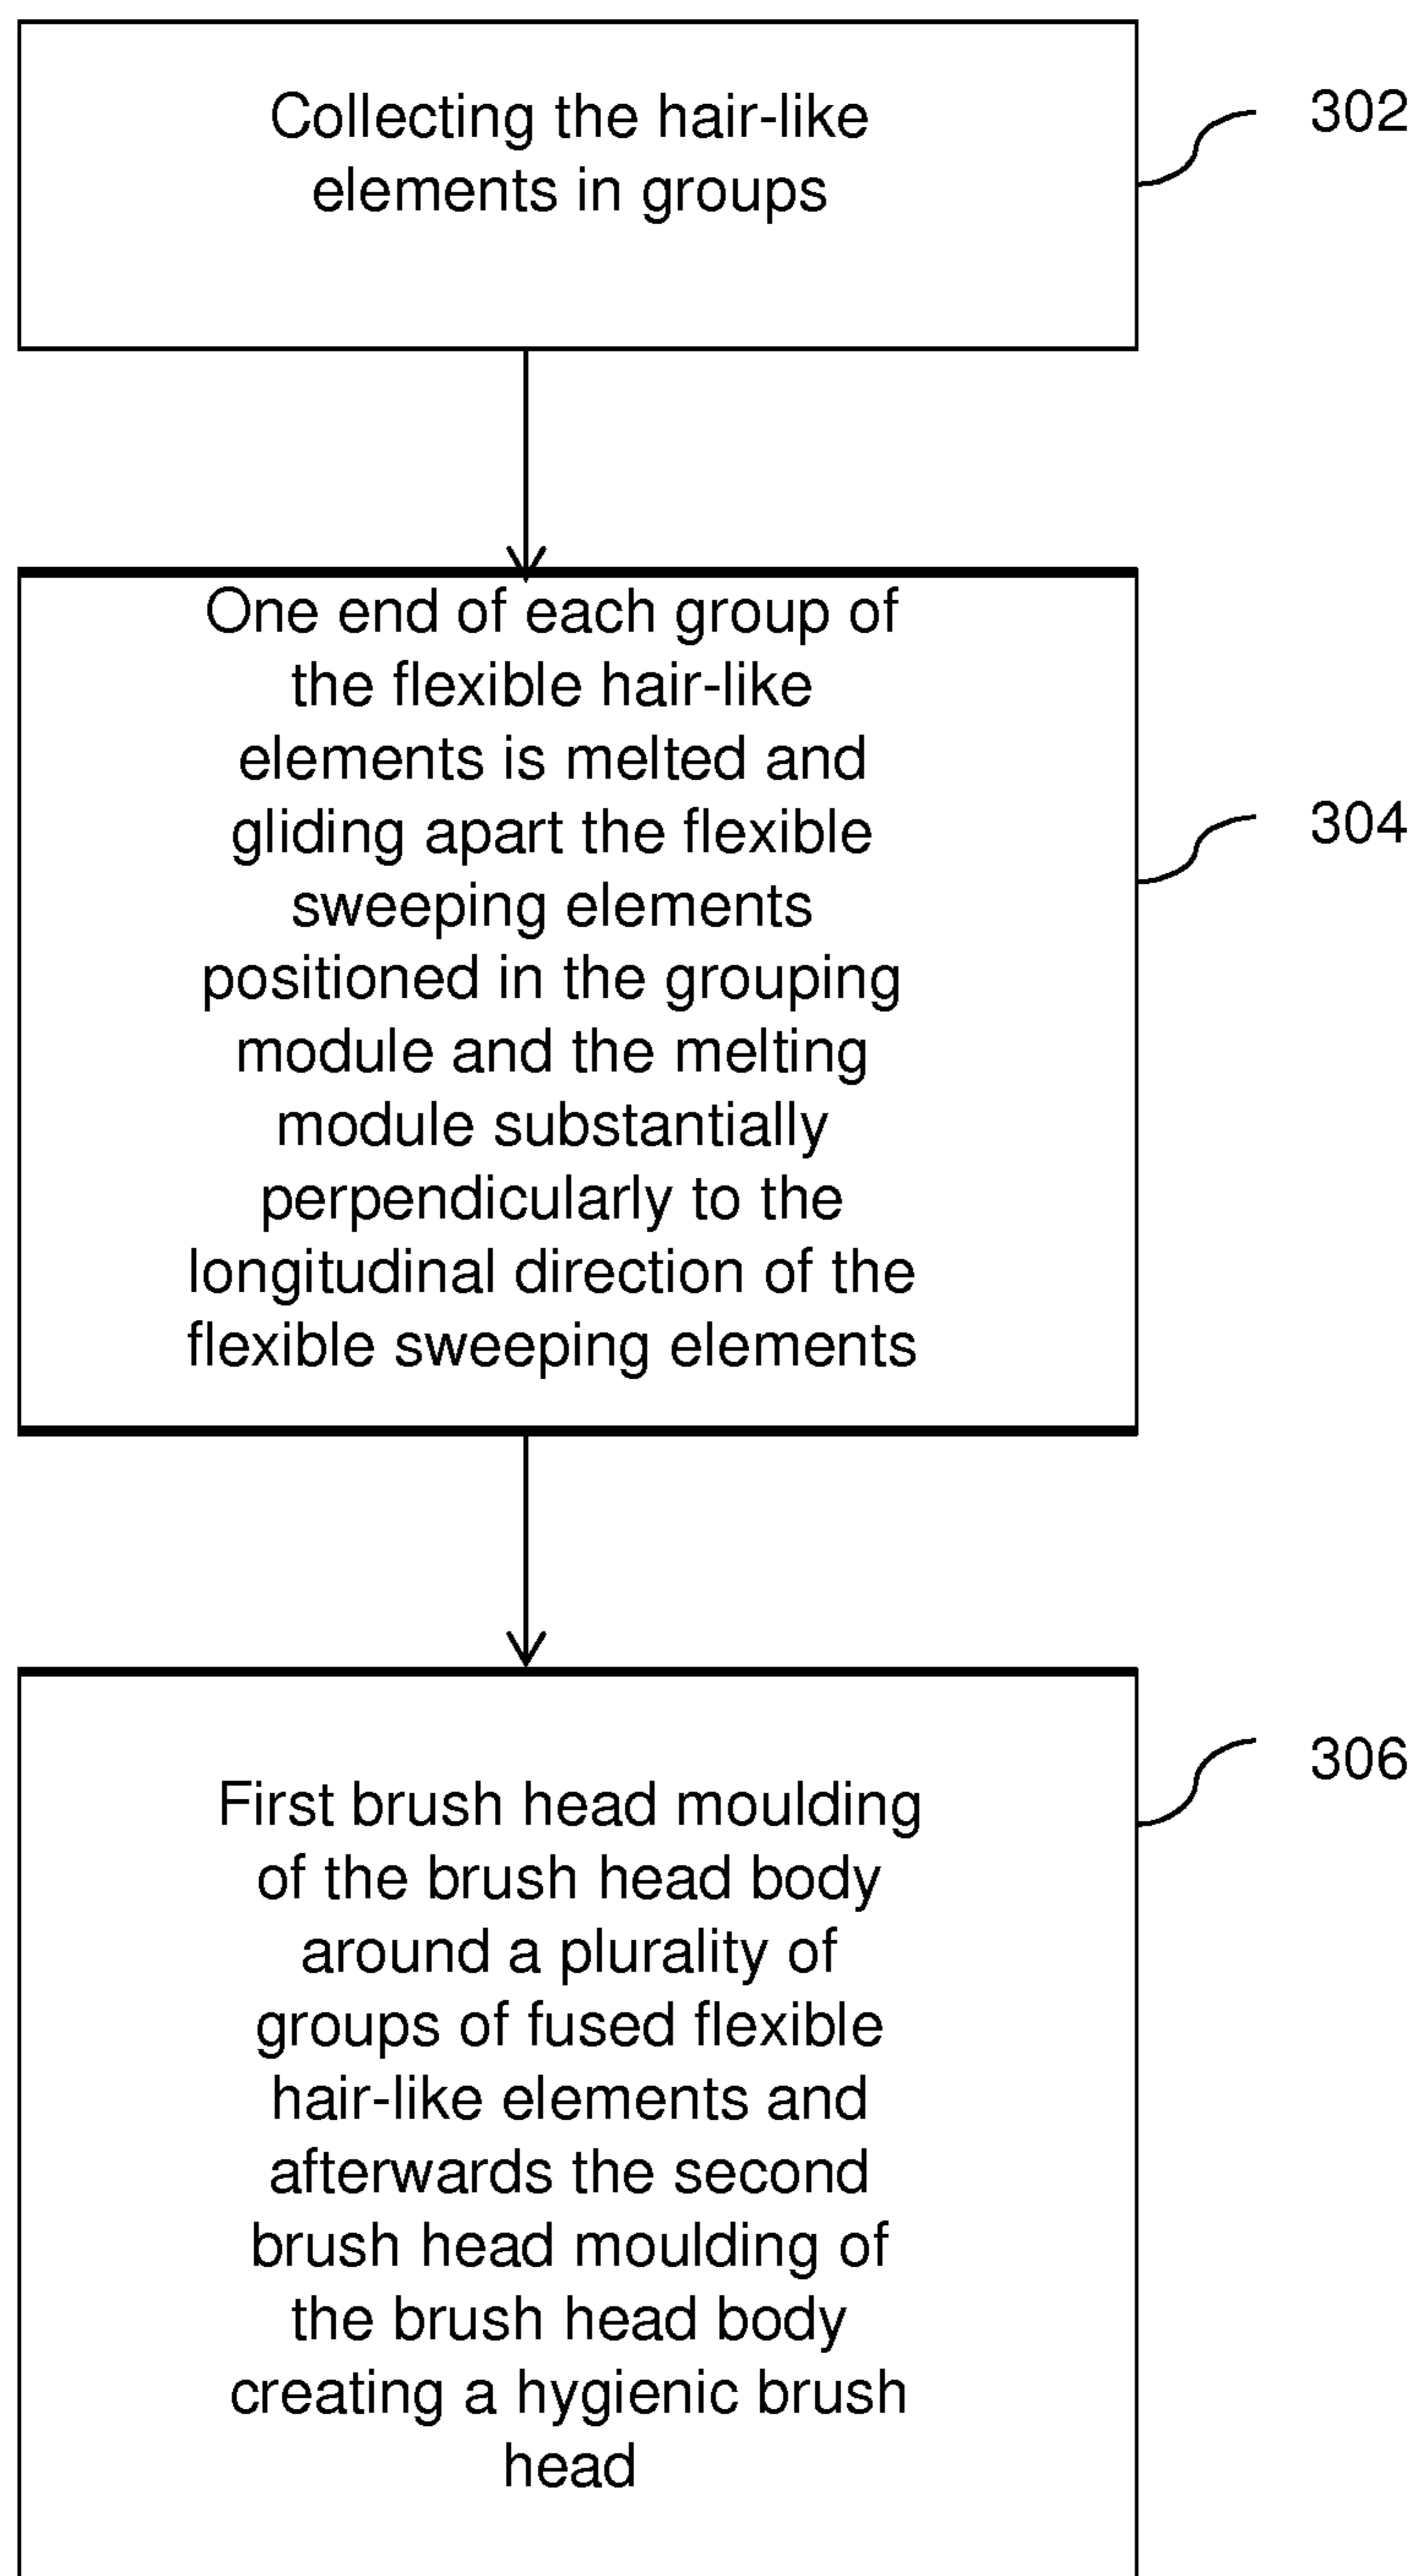 Collecting the hair-like
elements in groups
302
One end of each group of
the flexible hair-like
elements is melted and
gliding apart the flexible
sweeping elements
positioned in the grouping
module and the melting
module substantially
perpendicularly to the
longitudinal direction of the
flexible sweeping elements
304
First brush head moulding
of the brush head body
around a plurality of
groups of fused flexible
hair-like elements and
afterwards the second
brush head moulding of
the brush head body
creating a hygienic brush
head
306